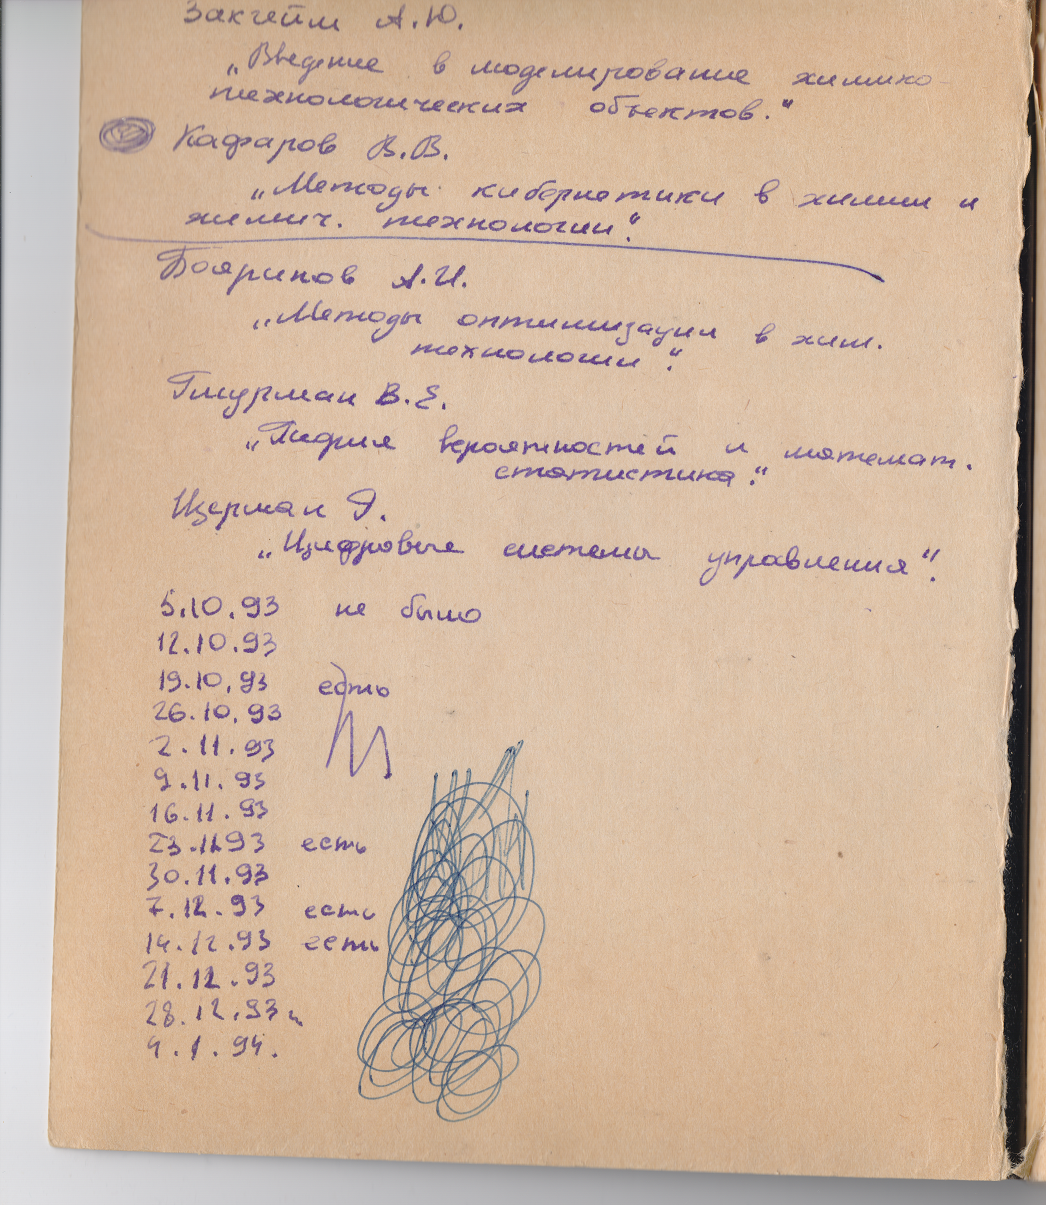 Закгейм А.Ю.
„Введение в моделирование химико-
технологических объектов."
Кафаров В.В.
„Методы кибернетики в химии и
химич. технологии".
Бояринов А.И.
„Методы оптимизации в хим.
технологии".
Гмурман В.Е.
„Теория вероятностей и математ.
статистика".
Изерман Р.
„Цифровые системы управления".
5.10.93 не было
12.10.93
19.10.93 есть
26.10.93
2.11.93
9.11.93
16.11.93
23.11.93 есть
30.11.93
7.12.93 есть
14.12.93 есть
21.12.93
28.12.93
4.1.94.